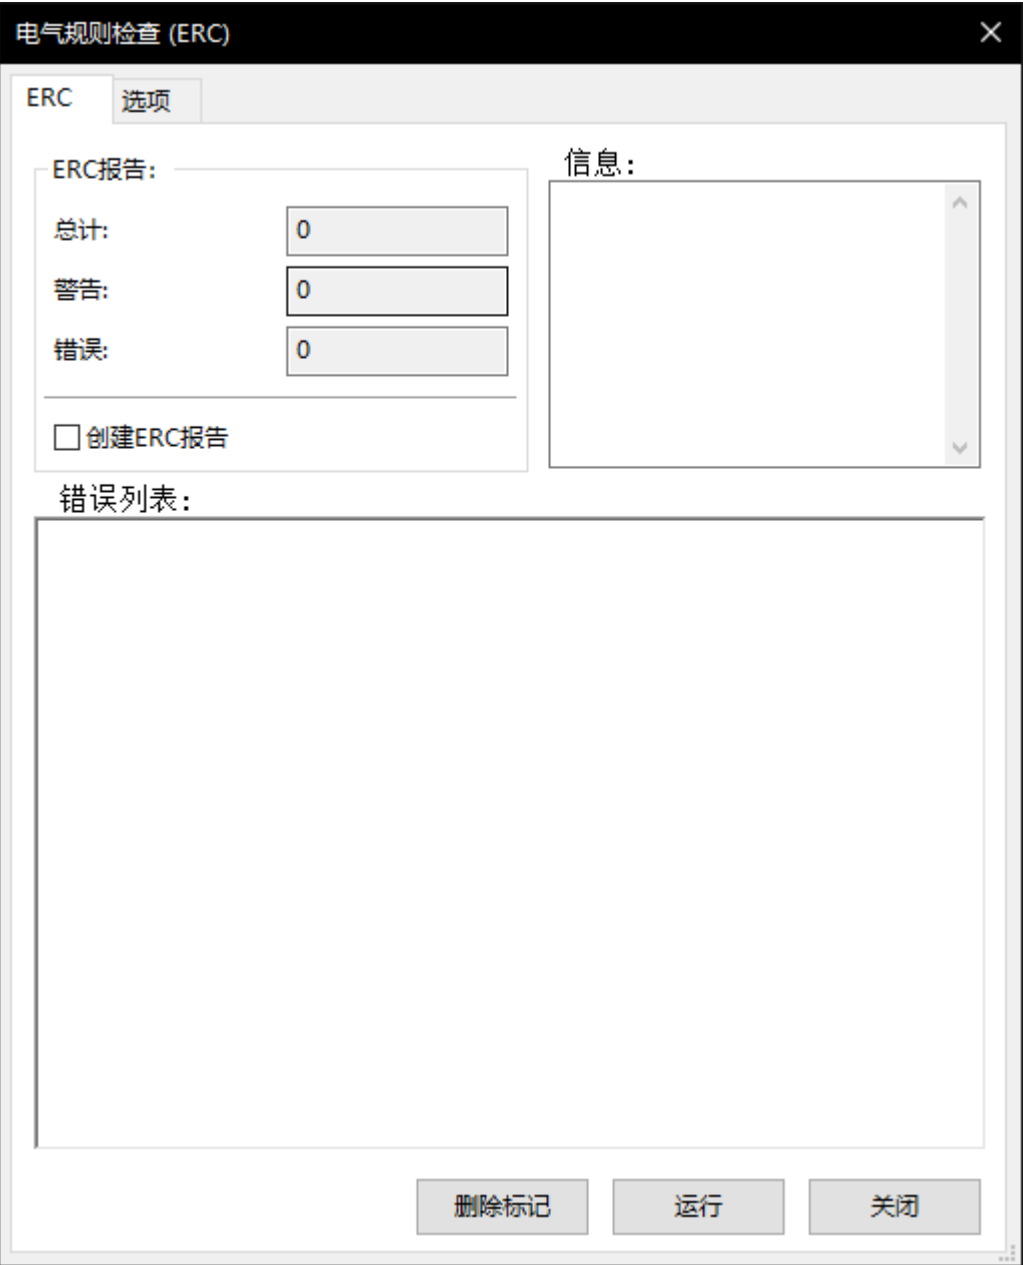 电气规则检查 (ERC)
ERC 选项
ERC报告:
信息:
总计: 0
警告: 0
错误: 0
创建ERC报告
错误列表:
删除标记 运行 关闭